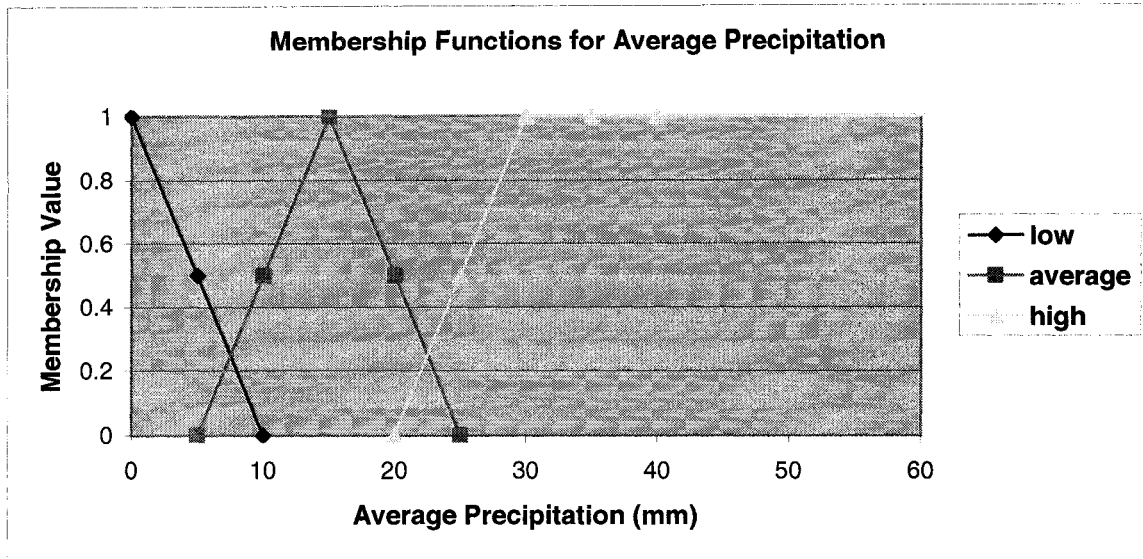 Membership Functions for Average Precipitation
Membership Value
1
0.8
0.6
0.4
0.2
0
0 10 20 30 40 50 60
Average Precipitation (mm)
low
average
high